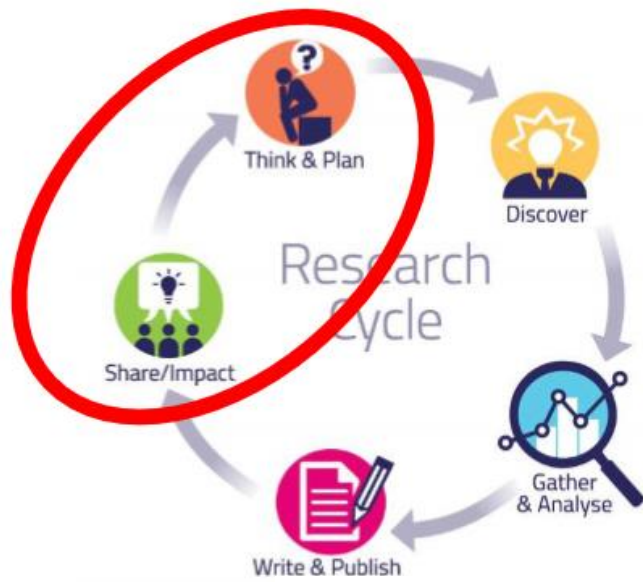 ?
Think & Plan
Discover
Research
Cycle
Share/Impact
Gather
& Analyse
Write & Publish